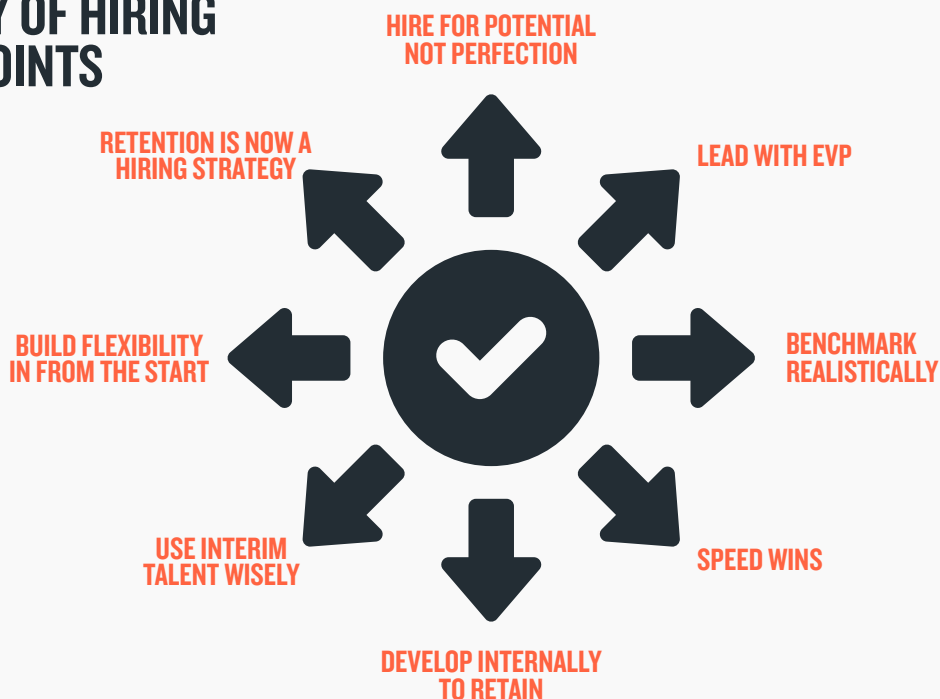 Y OF HIRING
OINTS
HIRE FOR POTENTIAL
NOT PERFECTION
LEAD WITH EVP
BENCHMARK
REALISTICALLY
SPEED WINS
DEVELOP INTERNALLY
TO RETAIN
USE INTERIM
TALENT WISELY
BUILD FLEXIBILITY
IN FROM THE START
RETENTION IS NOW A
HIRING STRATEGY